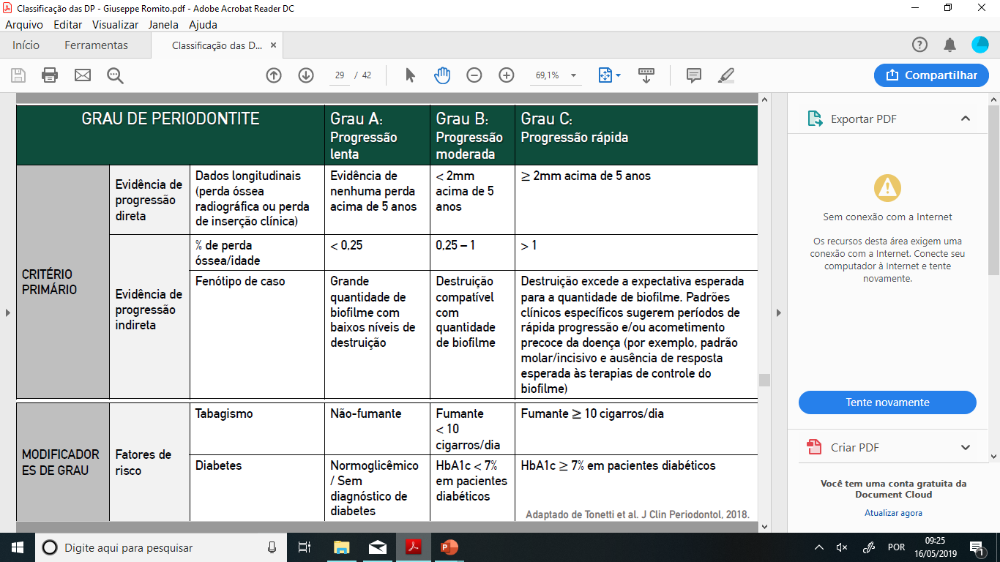 Classificação das DP - Giuseppe Romito.pdf - Adobe Acrobat Reader DC
Arquivo Editar Visualizar Janela Ajuda
Início Ferramentas Classificação das D... ×
29 / 42 69,1% Compartilhar
GRAU DE PERIODONTITE
Grau A:
Progressão
lenta
Grau B:
Progressão
moderada
Grau C:
Progressão rápida
CRITÉRIO
PRIMÁRIO
Evidência de
progressão
direta
Dados longitudinais
(perda óssea
radiográfica ou perda
de inserção clínica)
Evidência de
nenhuma perda
acima de 5 anos
< 2mm
acima de 5
anos
≥ 2mm acima de 5 anos
Evidência de
progressão
indireta
% de perda
óssea/idade
< 0,25
0,25 – 1
> 1
Fenótipo de caso
Grande
quantidade de
biofilme com
baixos níveis de
destruição
Destruição
compatível
com
quantidade
de biofilme
Destruição excede a expectativa esperada
para a quantidade de biofilme. Padrões
clínicos específicos sugerem períodos de
rápida progressão e/ou acometimento
precoce da doença (por exemplo, padrão
molar/incisivo e ausência de resposta
esperada às terapias de controle do
biofilme)
MODIFICADOR
ES DE GRAU
Fatores de
risco
Tabagismo
Não-fumante
Fumante
< 10
cigarros/dia
Fumante ≥ 10 cigarros/dia
Diabetes
Normoglicêmico
/ Sem
diagnóstico de
diabetes
HbA1c < 7%
em pacientes
diabéticos
HbA1c ≥ 7% em pacientes diabéticos
Adaptado de Tonetti et al. J Clin Periodontol, 2018.
Exportar PDF
Sem conexão com a Internet
Os recursos desta área exigem uma
conexão com a Internet. Conecte seu
computador à Internet e tente
novamente.
Tente novamente
Criar PDF
Você tem uma conta gratuita da
Document Cloud
Atualizar agora
Digite aqui para pesquisar
POR
09:25
16/05/2019
1